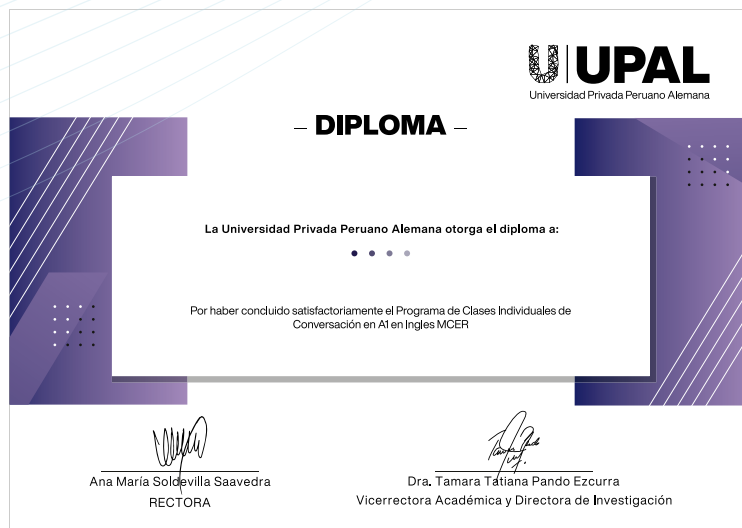 UPAL
Universidad Privada Peruano Alemana
– DIPLOMA –
La Universidad Privada Peruano Alemana otorga el diploma a:
Por haber concluido satisfactoriamente el Programa de Clases Individuales de
Conversación en A1 en Ingles MCER
Ana María Soldevilla Saavedra
RECTORA
Dra. Tamara Tatiana Pando Ezcurra
Vicerrectora Académica y Directora de Investigación